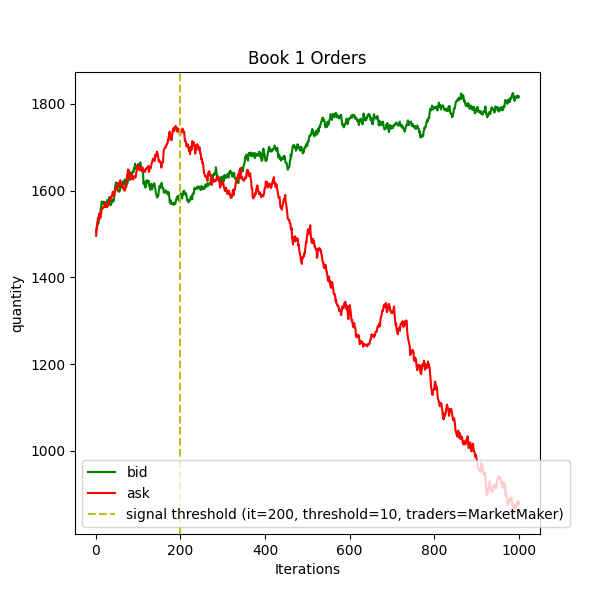 Book 1 Orders
1800
1600
1400
1200
1000
quantity
bid
ask
signal threshold (it=200, threshold=10, traders=MarketMaker)
0 200 400 600 800 1000
Iterations